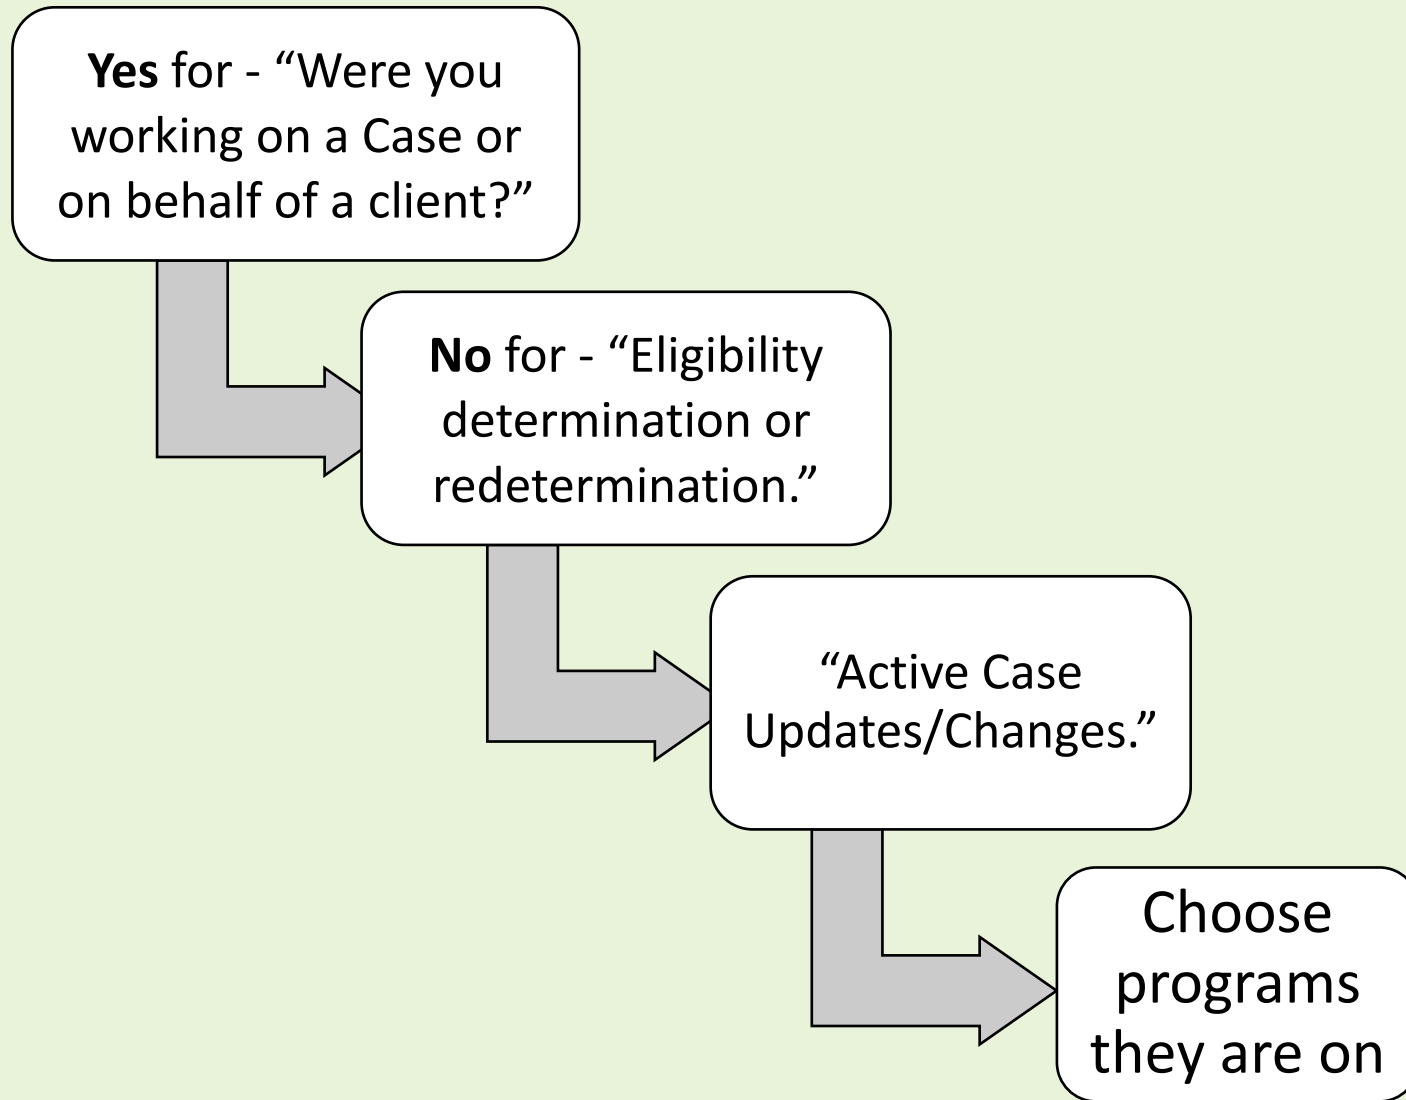 Yes for - “Were you
working on a Case or
on behalf of a client?”
No for - “Eligibility
determination or
redetermination.”
“Active Case
Updates/Changes.”
Choose
programs
they are on